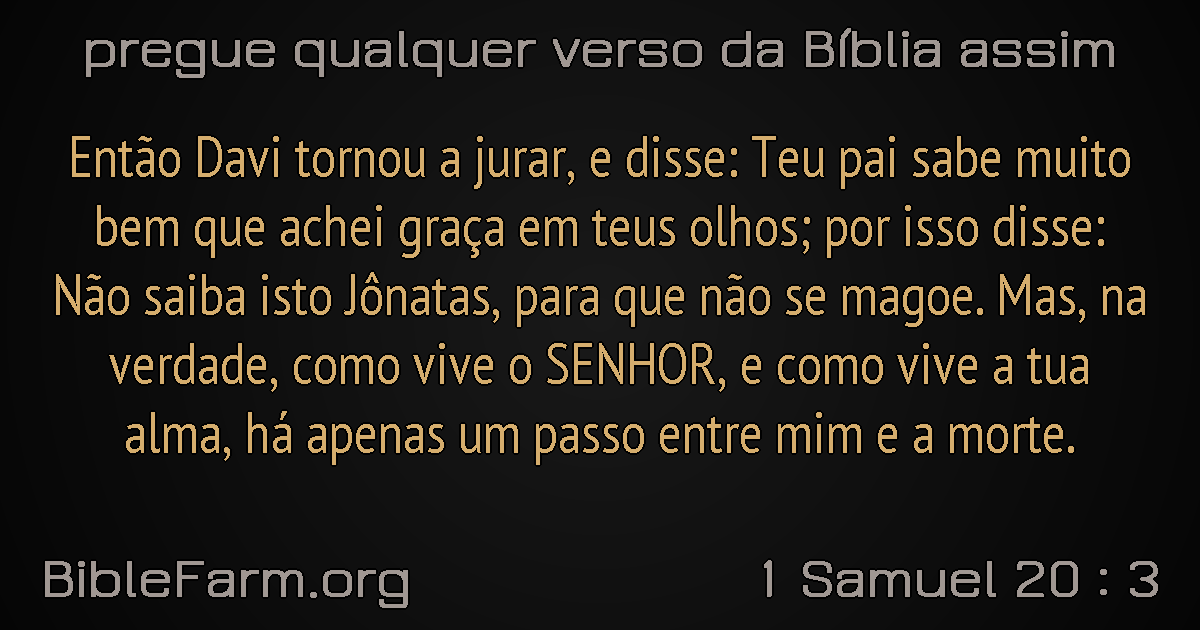 pregue qualquer verso da Bíblia assim
Então Davi tornou a jurar, e disse: Teu pai sabe muito
bem que achei graça em teus olhos; por isso disse:
Não saiba isto Jônatas, para que não se magoe. Mas, na
verdade, como vive o SENHOR, e como vive a tua
alma, há apenas um passo entre mim e a morte.
BibleFarm.org
1 Samuel 20 : 3